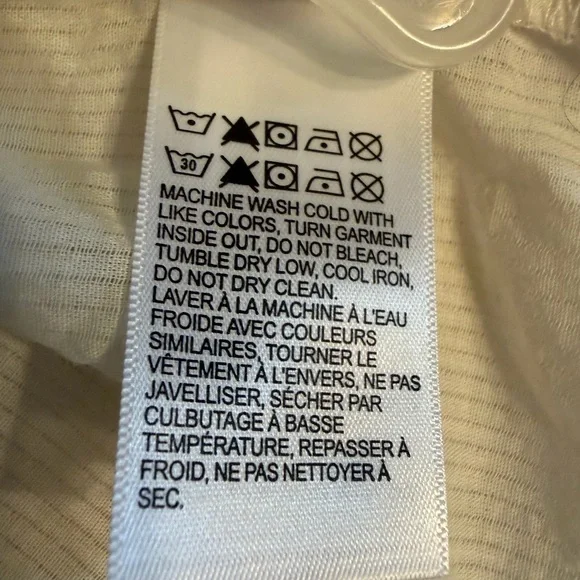 30
MACHINE WASH COLD WITH
LIKE COLORS, TURN GARMENT
INSIDE OUT, DO NOT BLEACH,
TUMBLE DRY LOW, COOL IRON,
DO NOT DRY CLEAN.
LAVER À LA MACHINE À L'EAU
FROIDE AVEC COULEURS
SIMILAIRES, TOURNER LE
VÊTEMENT À L'ENVERS, NE PAS
JAVELLISER, SÉCHER PAR
CULBUTAGE À BASSE
TEMPÉRATURE, REPASSER À
FROID, NE PAS NETTOYER À
SEC.